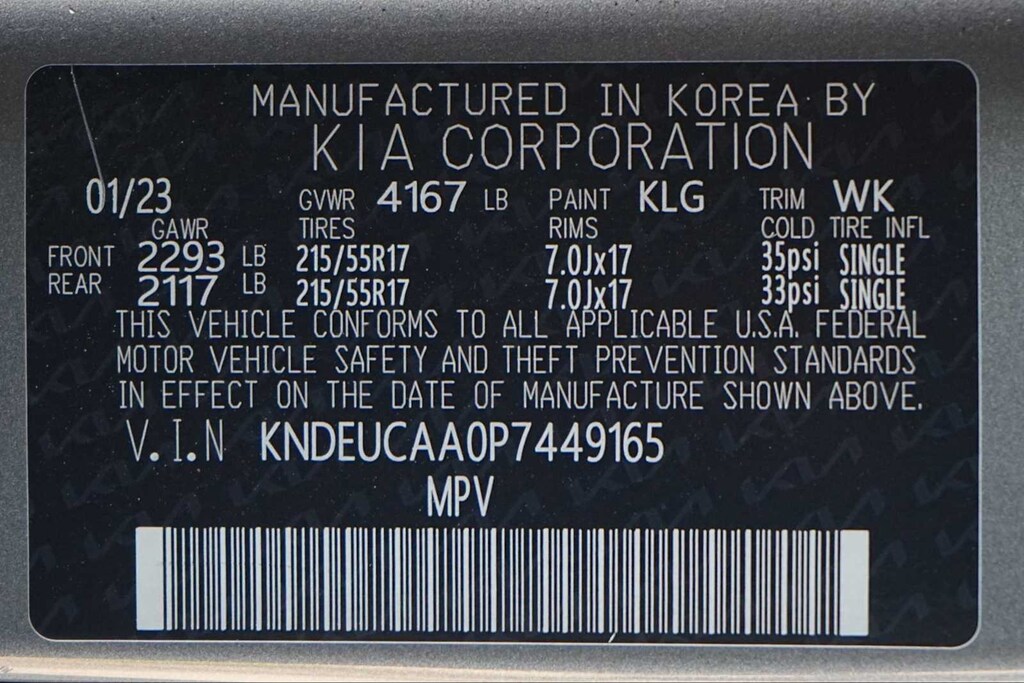 MANUFACTURED IN KOREA BY
KIA CORPORATION
01/23 GVWR 4167 LB PAINT KLG TRIM WK
GAWR TIRES RIMS COLD TIRE INFL
FRONT 2293 LB 215/55R17 7.0Jx17 35psi SINGLE
REAR 2117 LB 215/55R17 7.0Jx17 33psi SINGLE
THIS VEHICLE CONFORMS TO ALL APPLICABLE U.S.A. FEDERAL
MOTOR VEHICLE SAFETY AND THEFT PREVENTION STANDARDS
IN EFFECT ON THE DATE OF MANUFACTURE SHOWN ABOVE.
V.I.N KNDEUCAA0P7449165
MPV